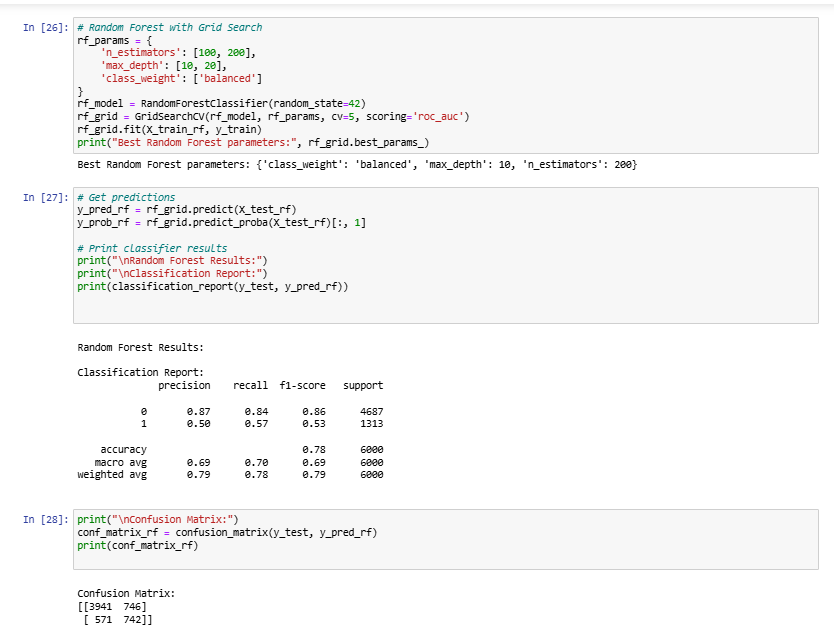 In [26]: # Random Forest with Grid Search
rf_params = {
    'n_estimators': [100, 200],
    'max_depth': [10, 20],
    'class_weight': ['balanced']
}
rf_model = RandomForestClassifier(random_state=42)
rf_grid = GridSearchCV(rf_model, rf_params, cv=5, scoring='roc_auc')
rf_grid.fit(X_train_rf, y_train)
print("Best Random Forest parameters:", rf_grid.best_params_)
Best Random Forest parameters: {'class_weight': 'balanced', 'max_depth': 10, 'n_estimators': 200}
In [27]: # Get predictions
y_pred_rf = rf_grid.predict(X_test_rf)
y_prob_rf = rf_grid.predict_proba(X_test_rf)[:, 1]
# Print classifier results
print("\nRandom Forest Results:")
print("\nClassification Report:")
print(classification_report(y_test, y_pred_rf))
Random Forest Results:
Classification Report:
precision recall f1-score support
0 0.87 0.84 0.86 4687
1 0.50 0.57 0.53 1313
accuracy 0.78 6000
macro avg 0.69 0.70 0.69 6000
weighted avg 0.79 0.78 0.79 6000
In [28]: print("\nConfusion Matrix:")
conf_matrix_rf = confusion_matrix(y_test, y_pred_rf)
print(conf_matrix_rf)
Confusion Matrix:
[[3941 746]
[ 571 742]]